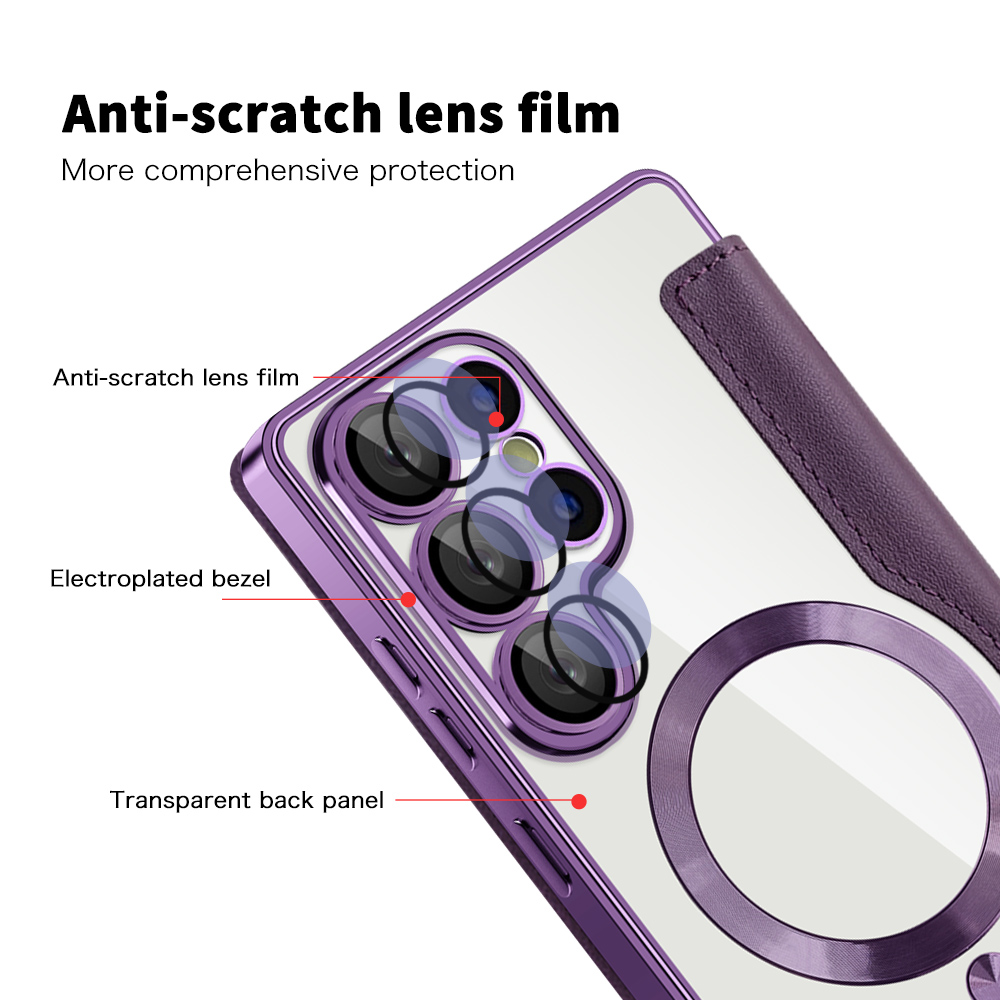 Anti-scratch lens film
More comprehensive protection
Anti-scratch lens film
Electroplated bezel
Transparent back panel